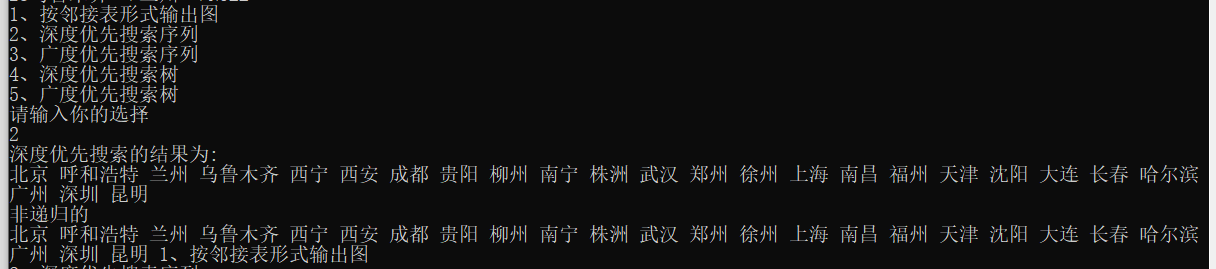 1、按邻接表形式输出图
2、深度优先搜索序列
3、广度优先搜索序列
4、深度优先搜索树
5、广度优先搜索树
请输入你的选择
2
深度优先搜索的结果为:
北京 呼和浩特 兰州 乌鲁木齐 西宁 西安 成都 贵阳 柳州 南宁 株洲 武汉 郑州 徐州 上海 南昌 福州 天津 沈阳 大连 长春 哈尔滨
广州 深圳 昆明
非递归的
北京 呼和浩特 兰州 乌鲁木齐 西宁 西安 成都 贵阳 柳州 南宁 株洲 武汉 郑州 徐州 上海 南昌 福州 天津 沈阳 大连 长春 哈尔滨
广州 深圳 昆明 1、按邻接表形式输出图